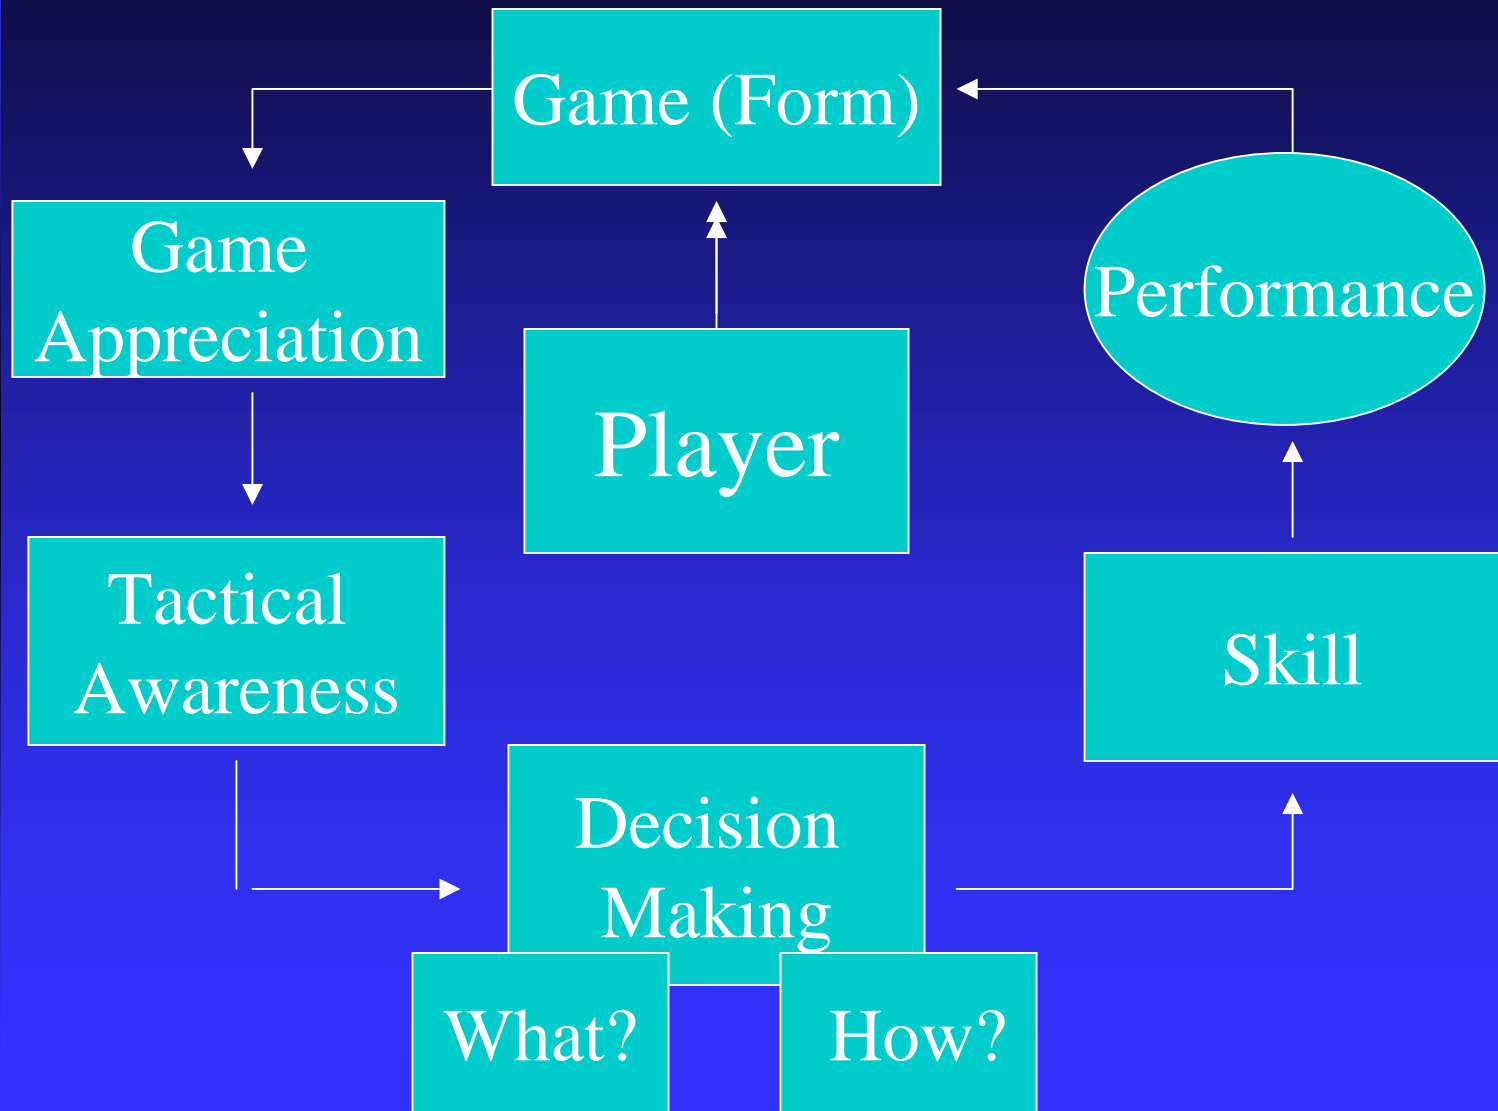 Game (Form)
Game
Appreciation
Performance
Player
Tactical
Awareness
Skill
Decision
Making
What?
How?